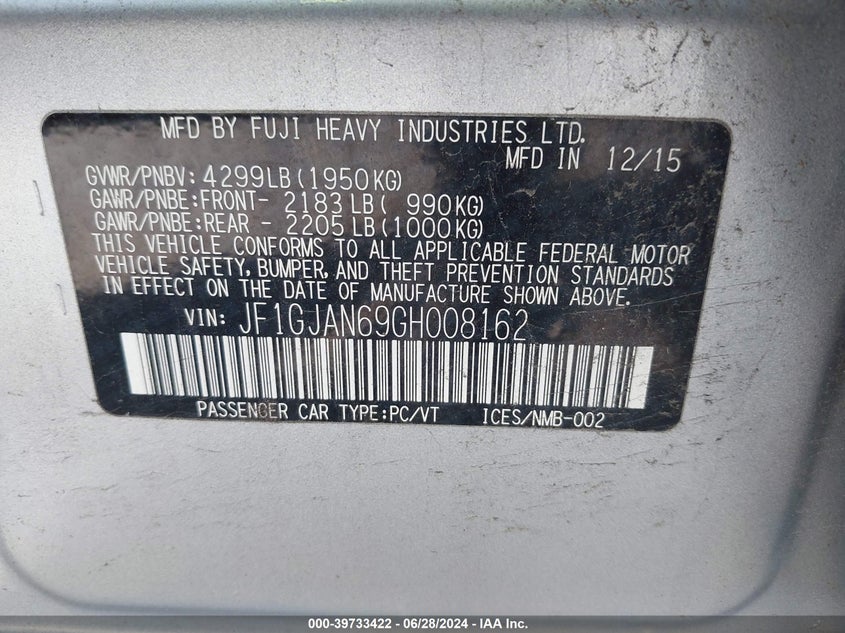 MFD BY FUJI HEAVY INDUSTRIES LTD.
MFD IN 12/15
GVWR/PNBV: 4299LB (1950KG)
GAWR/PNBE:FRONT- 2183LB( 990KG)
GAWR/PNBE:REAR - 2205LB(1000KG)
THIS VEHICLE CONFORMS TO ALL APPLICABLE FEDERAL MOTOR
VEHICLE SAFETY, BUMPER, AND THEFT PREVENTION STANDARDS
IN EFFECT ON THE DATE OF MANUFACTURE SHOWN ABOVE.
VIN: JF1GJAN69GH008162
PASSENGER CAR TYPE:PC/VT ICES/NMB-002
000-39733422 - 06/28/2024 - IAA Inc.